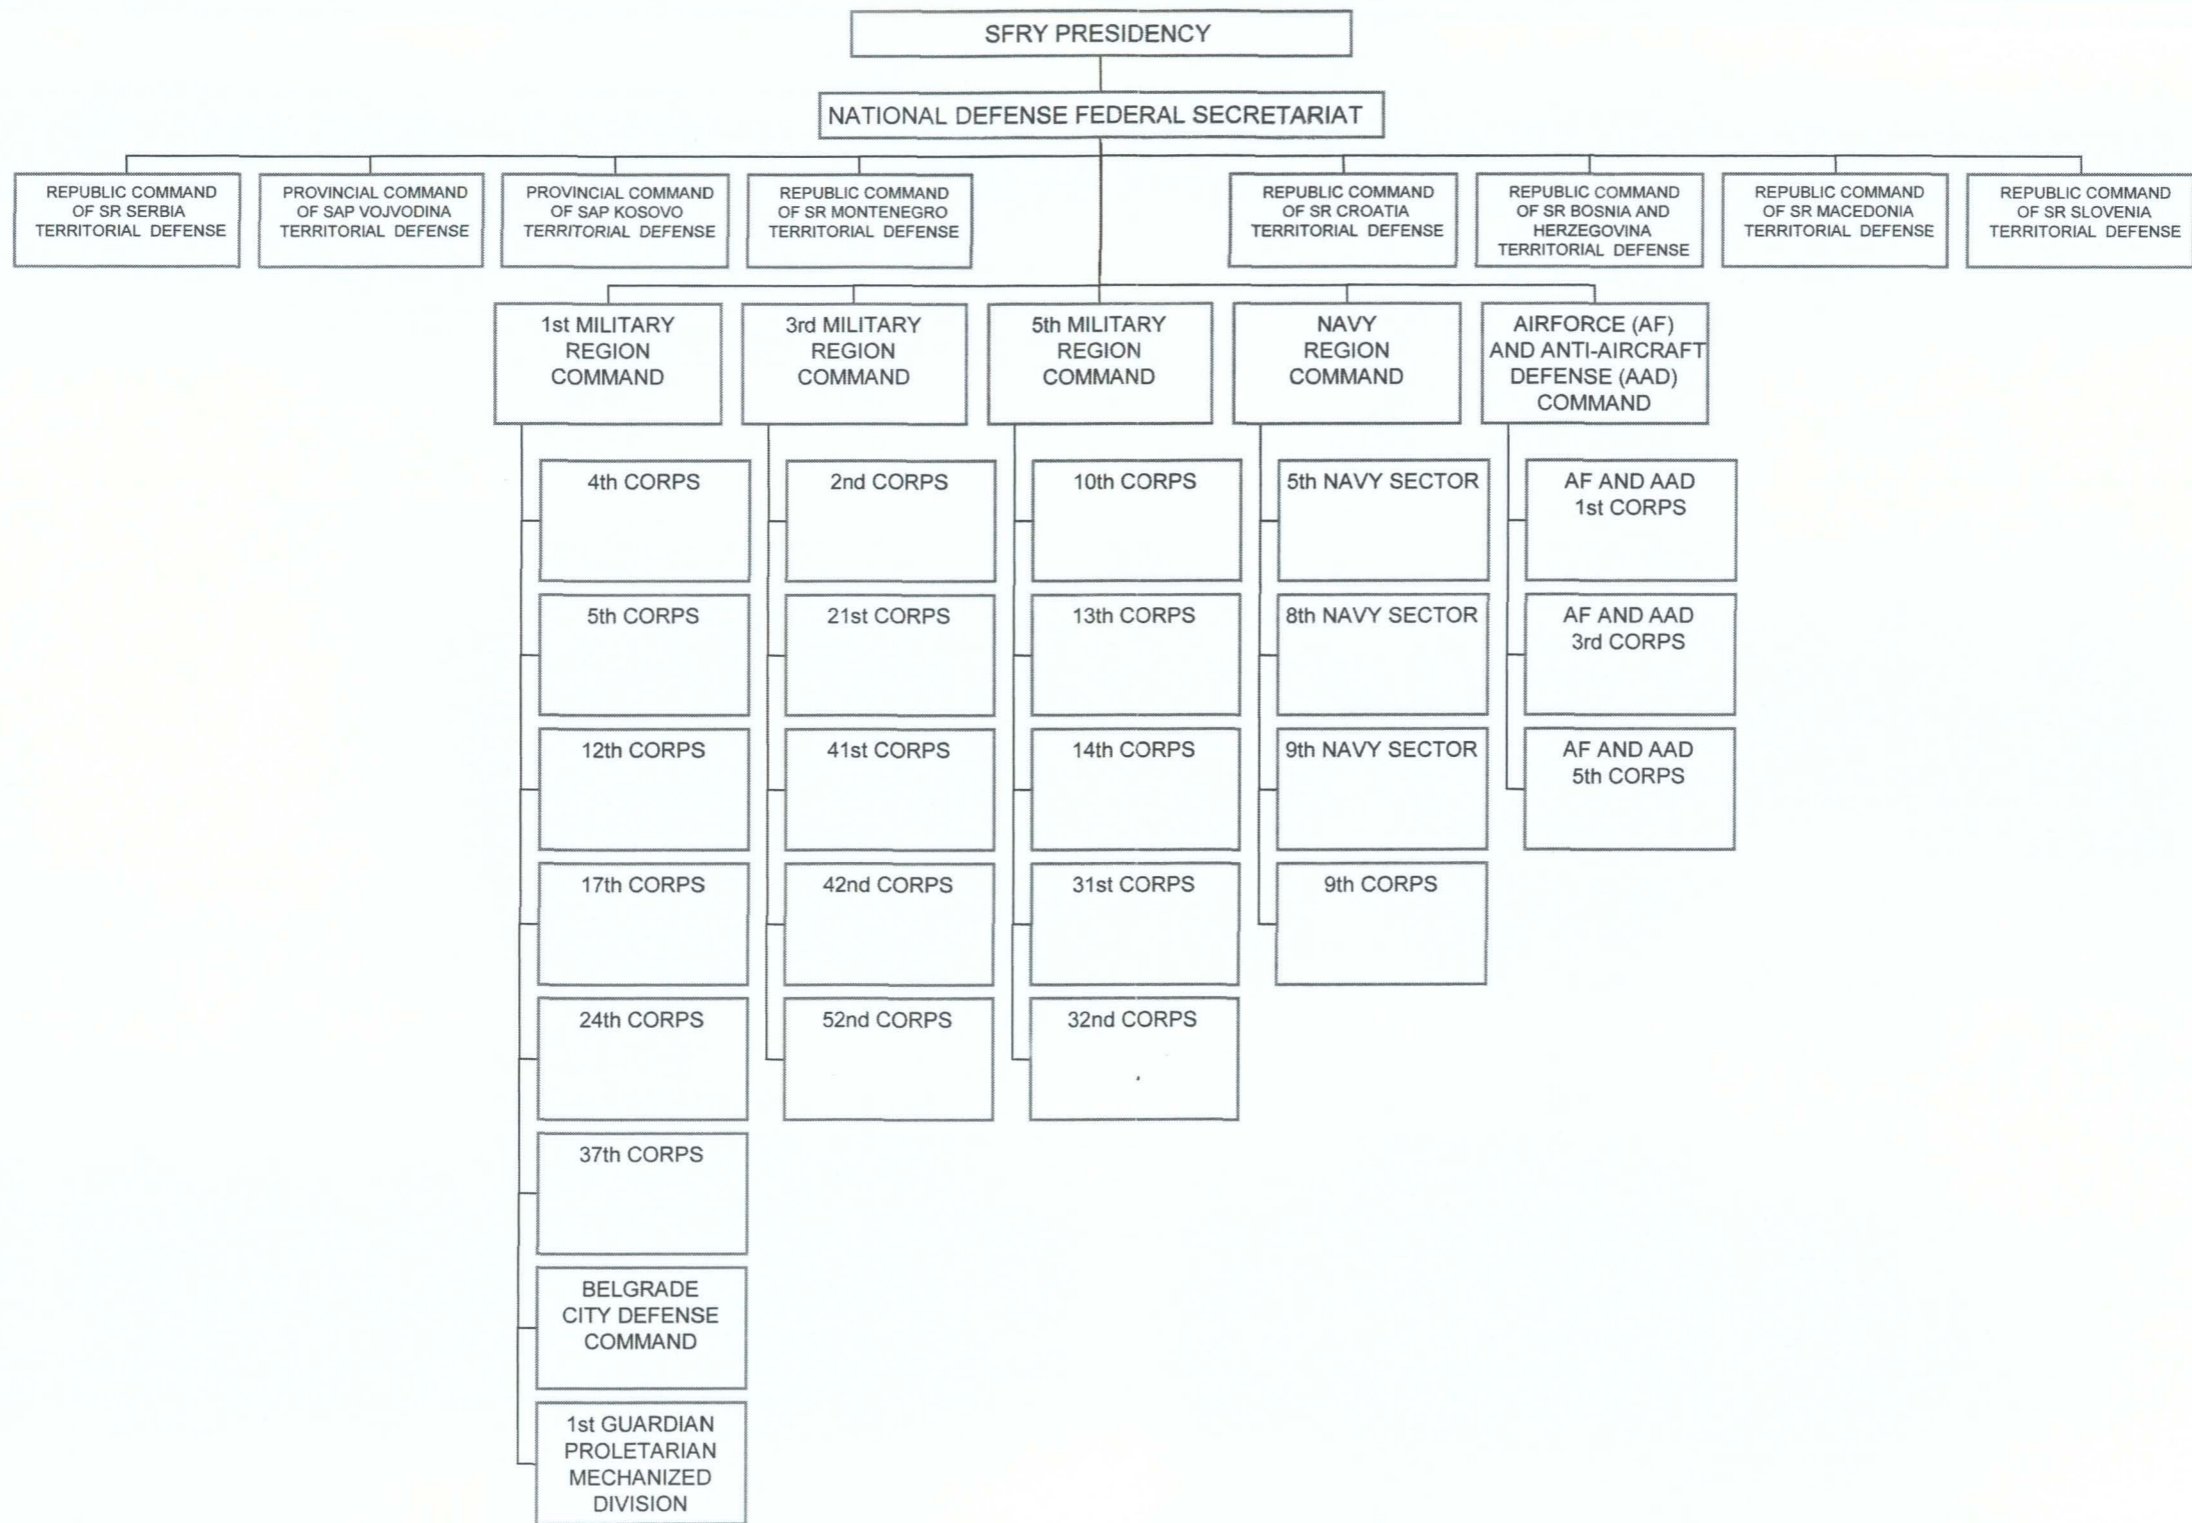 SFRY PRESIDENCY
NATIONAL DEFENSE FEDERAL SECRETARIAT
REPUBLIC COMMAND
OF SR SERBIA
TERRITORIAL DEFENSE
PROVINCIAL COMMAND
OF SAP VOJVODINA
TERRITORIAL DEFENSE
PROVINCIAL COMMAND
OF SAP KOSOVO
TERRITORIAL DEFENSE
REPUBLIC COMMAND
OF SR MONTENEGRO
TERRITORIAL DEFENSE
REPUBLIC COMMAND
OF SR CROATIA
TERRITORIAL DEFENSE
REPUBLIC COMMAND
OF SR BOSNIA AND
HERZEGOVINA
TERRITORIAL DEFENSE
REPUBLIC COMMAND
OF SR MACEDONIA
TERRITORIAL DEFENSE
REPUBLIC COMMAND
OF SR SLOVENIA
TERRITORIAL DEFENSE
1st MILITARY
REGION
COMMAND
3rd MILITARY
REGION
COMMAND
5th MILITARY
REGION
COMMAND
NAVY
REGION
COMMAND
AIRFORCE (AF)
AND ANTI-AIRCRAFT
DEFENSE (AAD)
COMMAND
4th CORPS
5th CORPS
12th CORPS
17th CORPS
24th CORPS
37th CORPS
BELGRADE
CITY DEFENSE
COMMAND
1st GUARDIAN
PROLETARIAN
MECHANIZED
DIVISION
2nd CORPS
21st CORPS
41st CORPS
42nd CORPS
52nd CORPS
10th CORPS
13th CORPS
14th CORPS
31st CORPS
32nd CORPS
5th NAVY SECTOR
8th NAVY SECTOR
9th NAVY SECTOR
9th CORPS
AF AND AAD
1st CORPS
AF AND AAD
3rd CORPS
AF AND AAD
5th CORPS